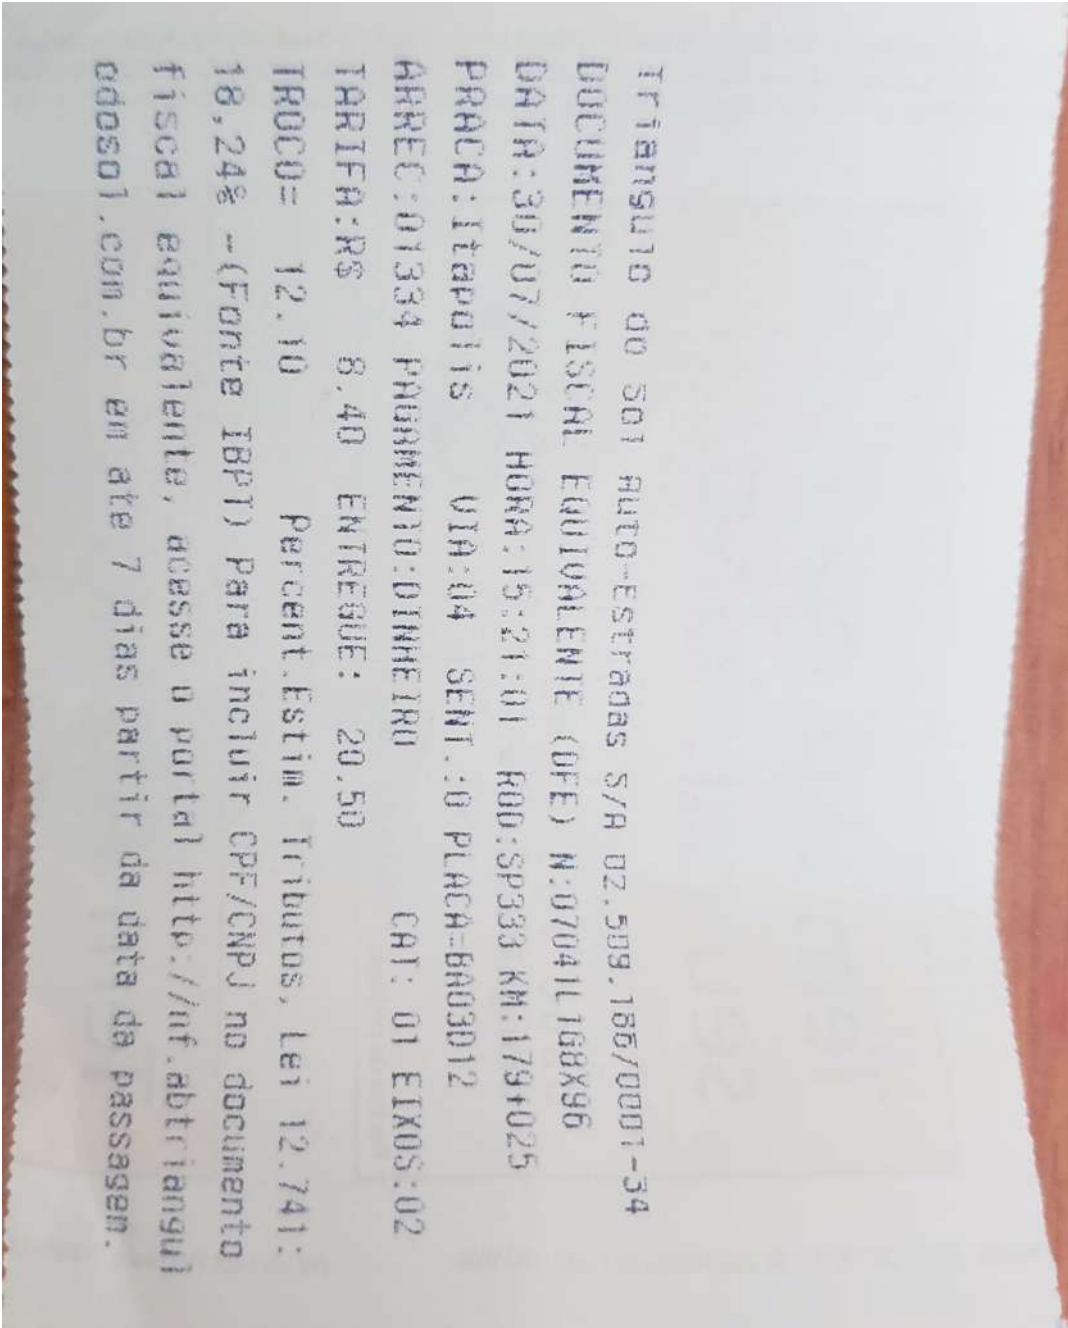 Triangulo do Sol Auto-Estradas S/A 02.509.186/0001-34
DOCUMENTO FISCAL EQUIVALENTE (DFE) N:07041L1G8X96
DATA:30/07/2021 HORA:15:21:01 ROD:SP333 KM:179+025
PRACA:Itapolis VIA:04 SENT.:O PLACA=BAO3D12
ARREC:01334 PAGAMENTO:DINHEIRO CAT: 01 EIXOS:02
TARIFA:R$ 8,40 ENTREGUE: 20,50
TROCO= 12,10 Percent.Estim. Tributos, Lei 12.741:
18,24% --(Fonte IBPT) Para incluir CPF/CNPJ no documento
fiscal equivalente, acesse o portal http://nf.abtriangul
odosol.com.br em ate 7 dias partir da data da passagem.